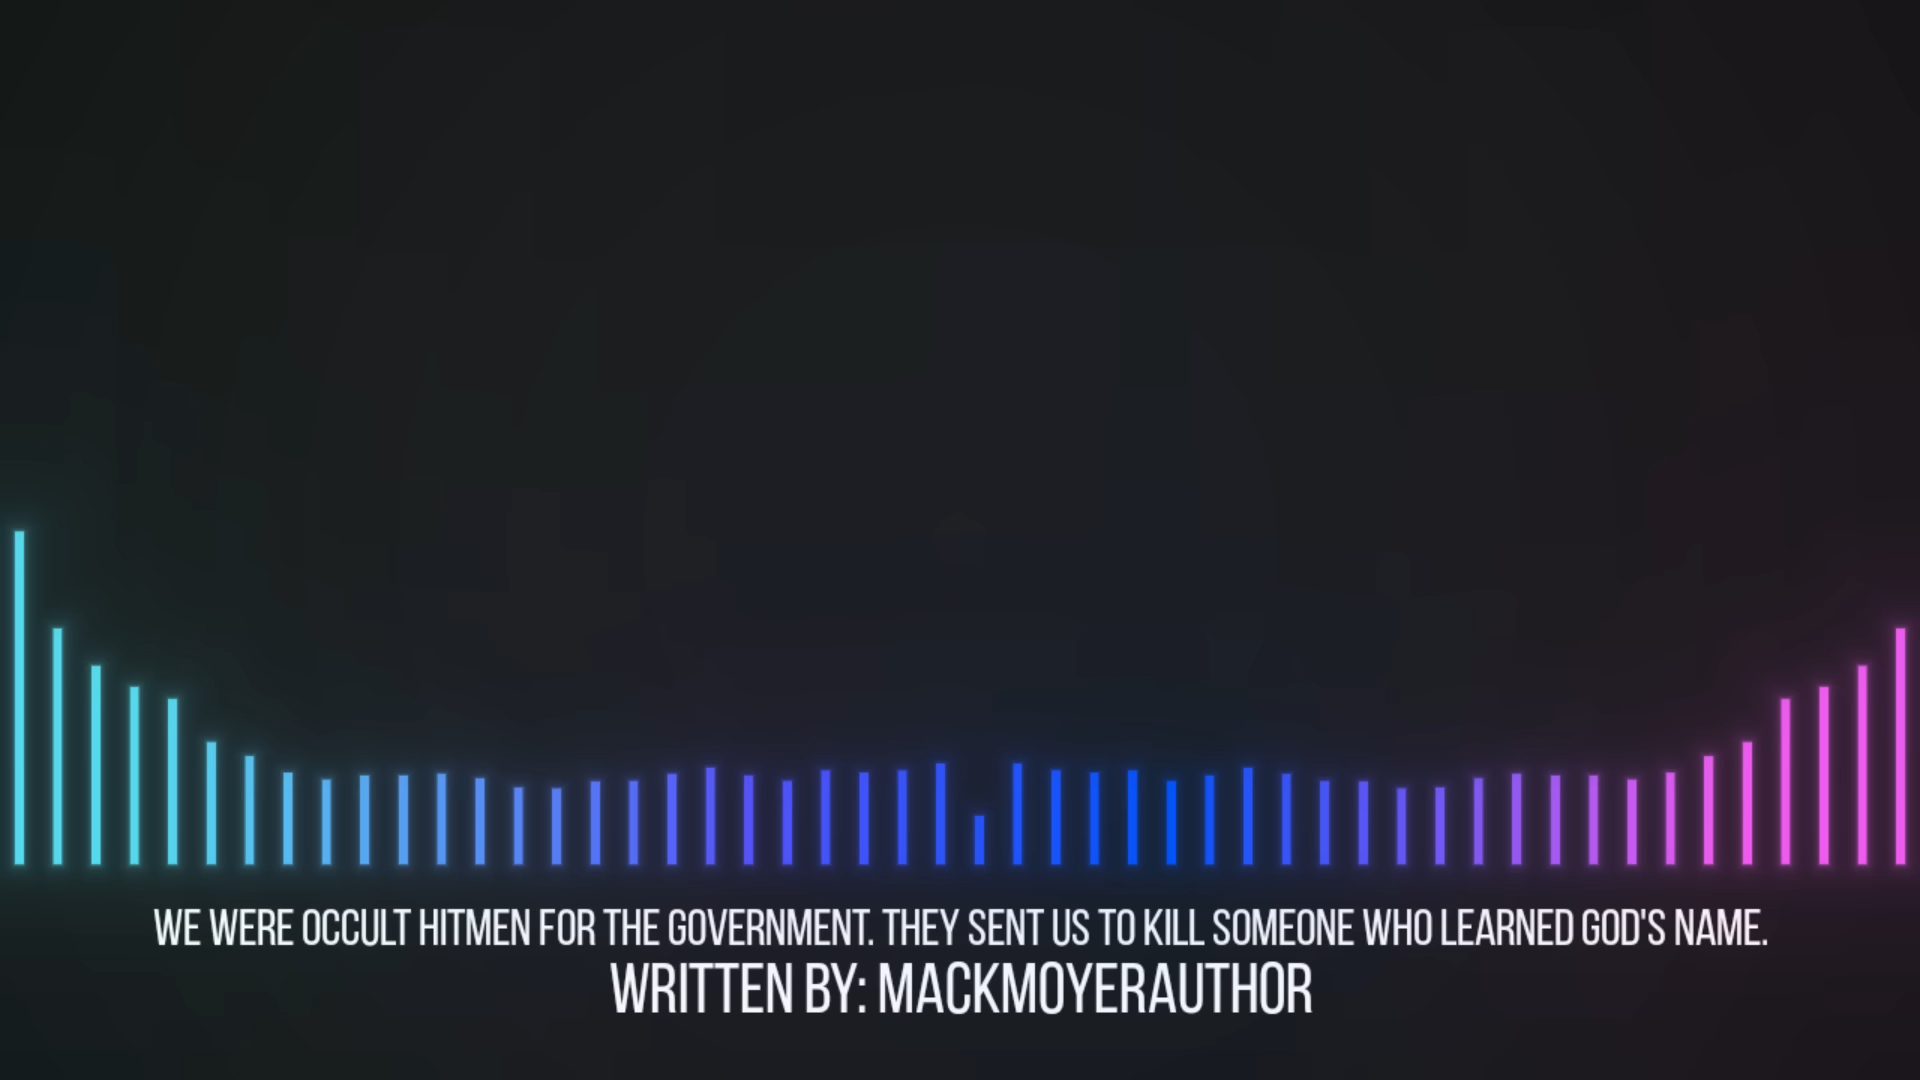 WE WERE OCCULT HITMEN FOR THE GOVERNMENT. THEY SENT US TO KILL SOMEONE WHO LEARNED GOD'S NAME.
WRITTEN BY: MACKMOYERAUTHOR